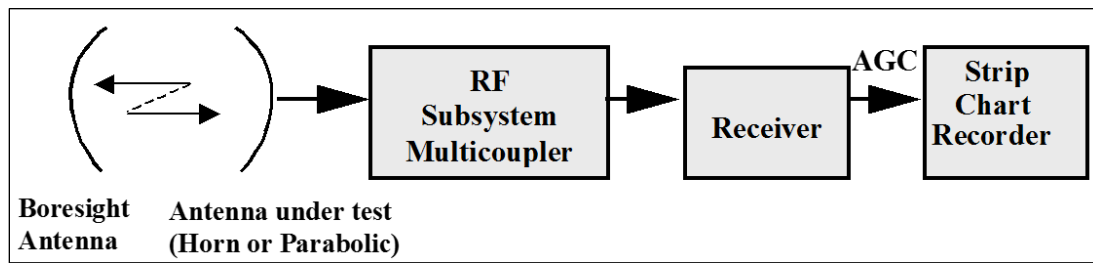 RF
Subsystem
Multicoupler
Receiver
AGC
Strip
Chart
Recorder
Boresight
Antenna
Antenna under test
(Horn or Parabolic)